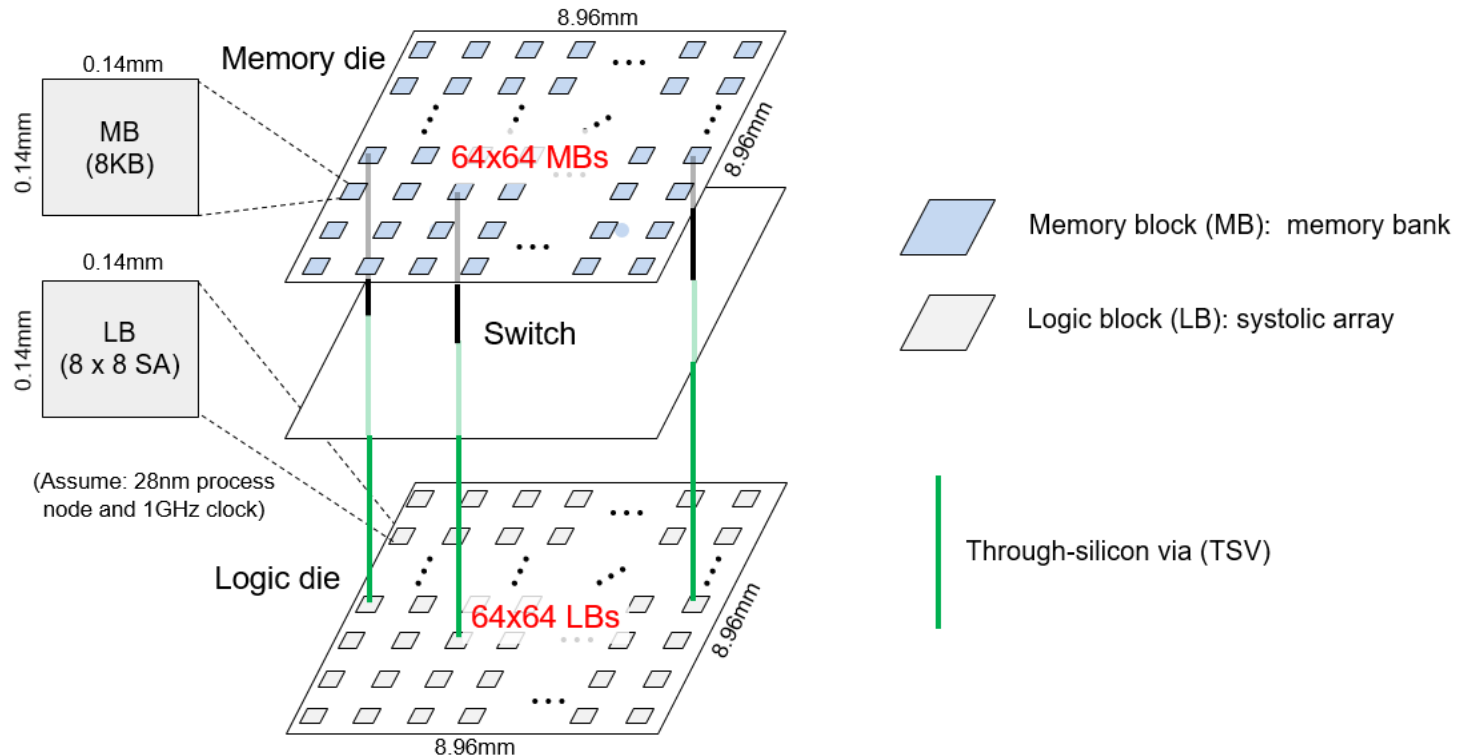 8.96mm
Memory die
0.14mm
0.14mm
MB
(8KB)
8.96mm
64x64 MBs
Memory block (MB):  memory bank
0.14mm
0.14mm
LB
(8 x 8 SA)
Switch
Logic block (LB): systolic array
(Assume: 28nm process
node and 1GHz clock)
Through-silicon via (TSV)
Logic die
64x64 LBs
8.96mm
8.96mm